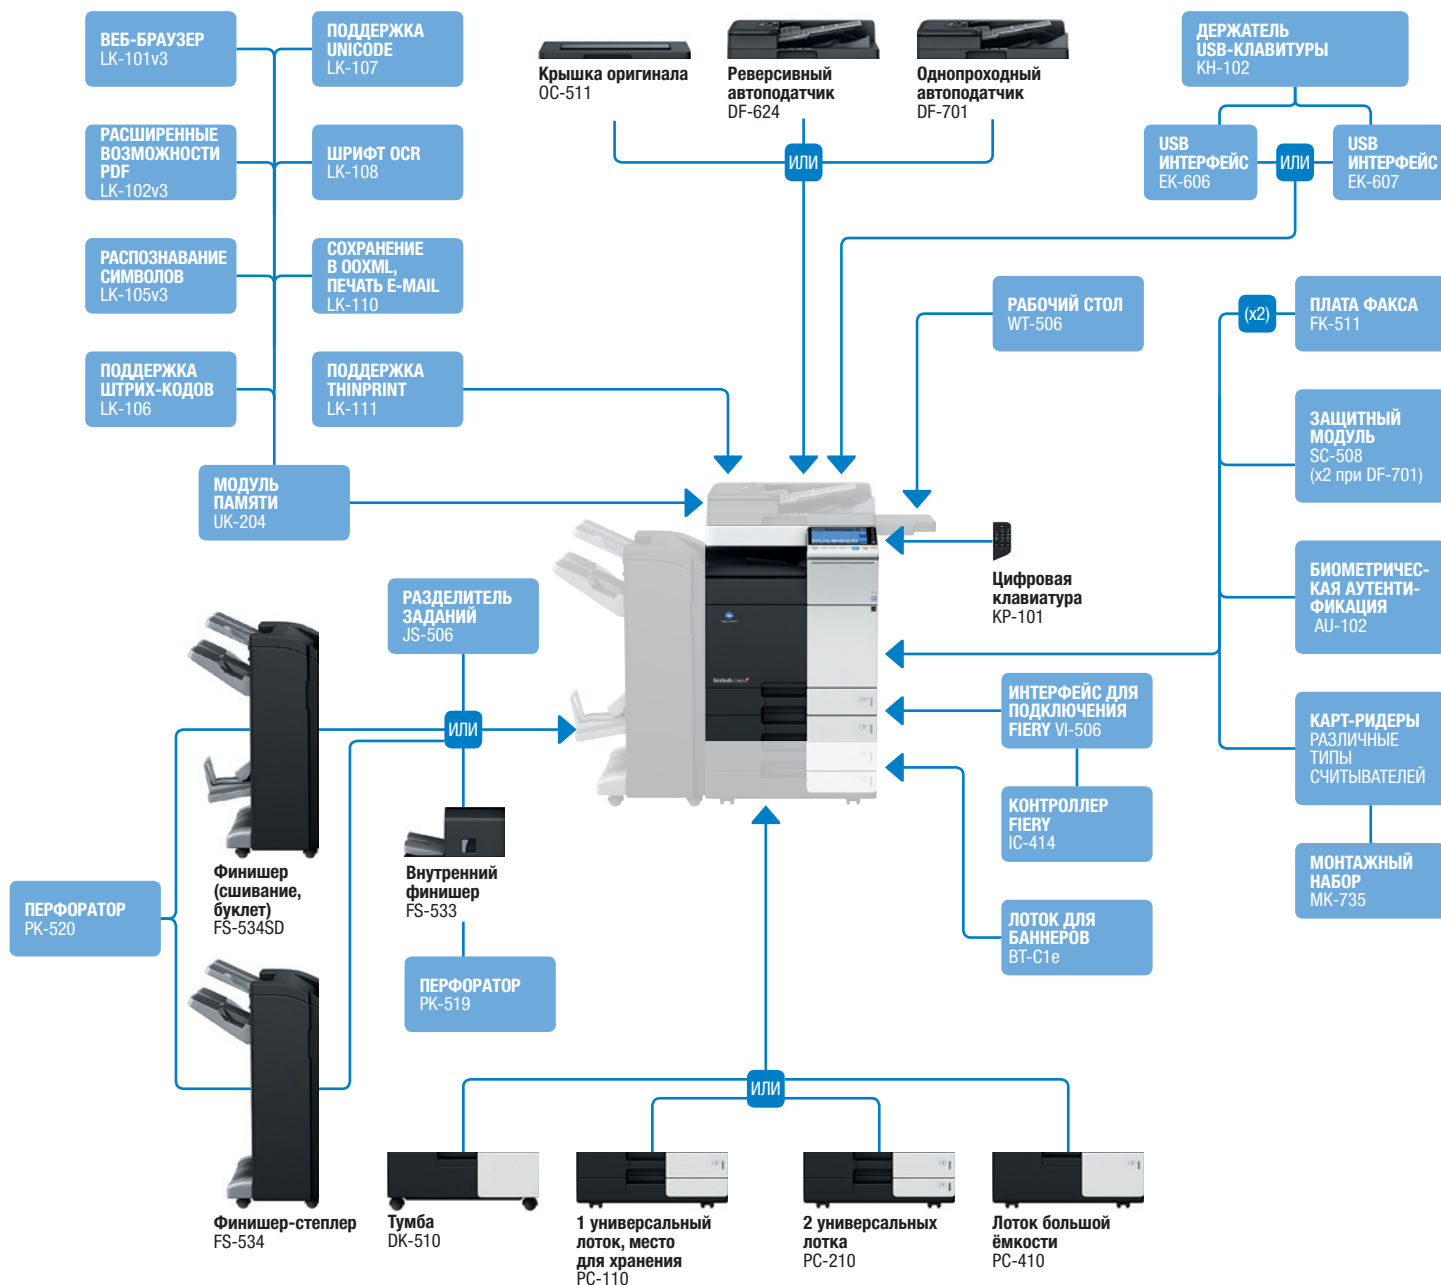 ВЕБ-БРАУЗЕР
LK-101v3
ПОДДЕРЖКА
UNICODE
LK-107
РАСШИРЕННЫЕ
ВОЗМОЖНОСТИ
PDF
LK-102v3
ШРИФТ OCR
LK-108
РАСПОЗНАВАНИЕ
СИМВОЛОВ
LK-105v3
СОХРАНЕНИЕ
В OOXML,
ПЕЧАТЬ E-MAIL
LK-110
ПОДДЕРЖКА
ШТРИХ-КОДОВ
LK-106
ПОДДЕРЖКА
THINPRINT
LK-111
МОДУЛЬ
ПАМЯТИ
UK-204
Крышка оригинала
OC-511
Реверсивный
автоподатчик
DF-624
Однопроходный
автоподатчик
DF-701
ИЛИ
ДЕРЖАТЕЛЬ
USB-КЛАВИТУРЫ
KH-102
USB
ИНТЕРФЕЙС
EK-606
ИЛИ
USB
ИНТЕРФЕЙС
EK-607
РАБОЧИЙ СТОЛ
WT-506
(x2)
ПЛАТА ФАКСА
FK-511
ЗАЩИТНЫЙ
МОДУЛЬ
SC-508
(x2 при DF-701)
БИОМЕТРИЧЕС-
КАЯ АУТЕНТИ-
ФИКАЦИЯ
AU-102
КАРТ-РИДЕРЫ
РАЗЛИЧНЫЕ
ТИПЫ
СЧИТЫВАТЕЛЕЙ
МОНТАЖНЫЙ
НАБОР
MK-735
Цифровая
клавиатура
KP-101
bizhub
ИНТЕРФЕЙС ДЛЯ
ПОДКЛЮЧЕНИЯ
FIERY VI-506
КОНТРОЛЛЕР
FIERY
IC-414
ЛОТОК ДЛЯ
БАННЕРОВ
BT-C1e
РАЗДЕЛИТЕЛЬ
ЗАДАНИЙ
JS-506
ИЛИ
Финишер
(сшивание,
буклет)
FS-534SD
Внутренний
финишер
FS-533
ПЕРФОРАТОР
PK-520
ПЕРФОРАТОР
PK-519
Финишер-степлер
FS-534
ИЛИ
Тумба
DK-510
1 универсальный
лоток, место
для хранения
PC-110
2 универсальных
лотка
PC-210
Лоток большой
ёмкости
PC-410